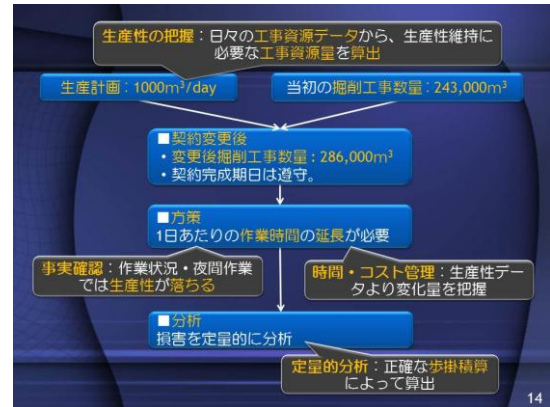 生産性の把握：日々の工事資源データから、生産性維持に
必要な工事資源量を算出
生産計画：1000m³/day
当初の掘削工事数量：243,000m³
■契約変更後
・変更後掘削工事数量：286,000m³
・契約完成期日は遵守。
■方策
1日あたりの作業時間の延長が必要
事実確認：作業状況・夜間作業
では生産性が落ちる
時間・コスト管理：生産性デー
タより変化量を把握
■分析
損害を定量的に分析
定量的分析：正確な歩掛積算
によって算出
14